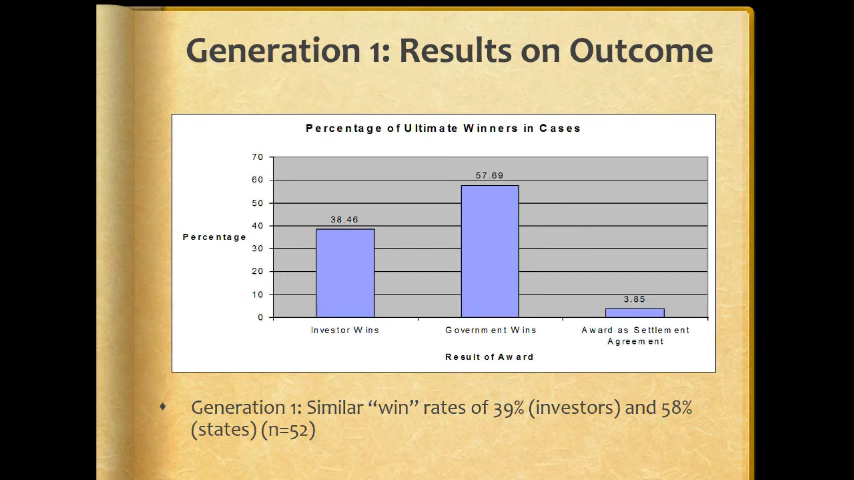 Generation 1: Results on Outcome
Percentage of Ultimate Winners in Cases
70
60
50
40
30
20
10
0
Percentage
38.46
57.69
3.85
Investor Wins
Government Wins
Award as Settlement
Agreement
Result of Award
Generation 1: Similar “win” rates of 39% (investors) and 58%
(states) (n=52)